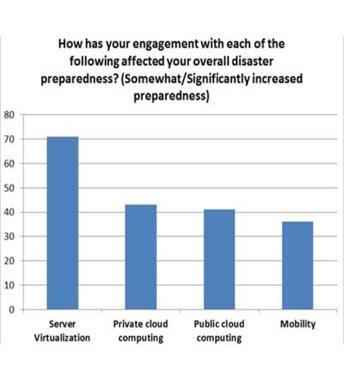 How has your engagement with each of the
following affected your overall disaster
preparedness? (Somewhat/Significantly increased
preparedness)
80
70
60
50
40
30
20
10
0
Server
Virtualization
Private cloud
computing
Public cloud
computing
Mobility